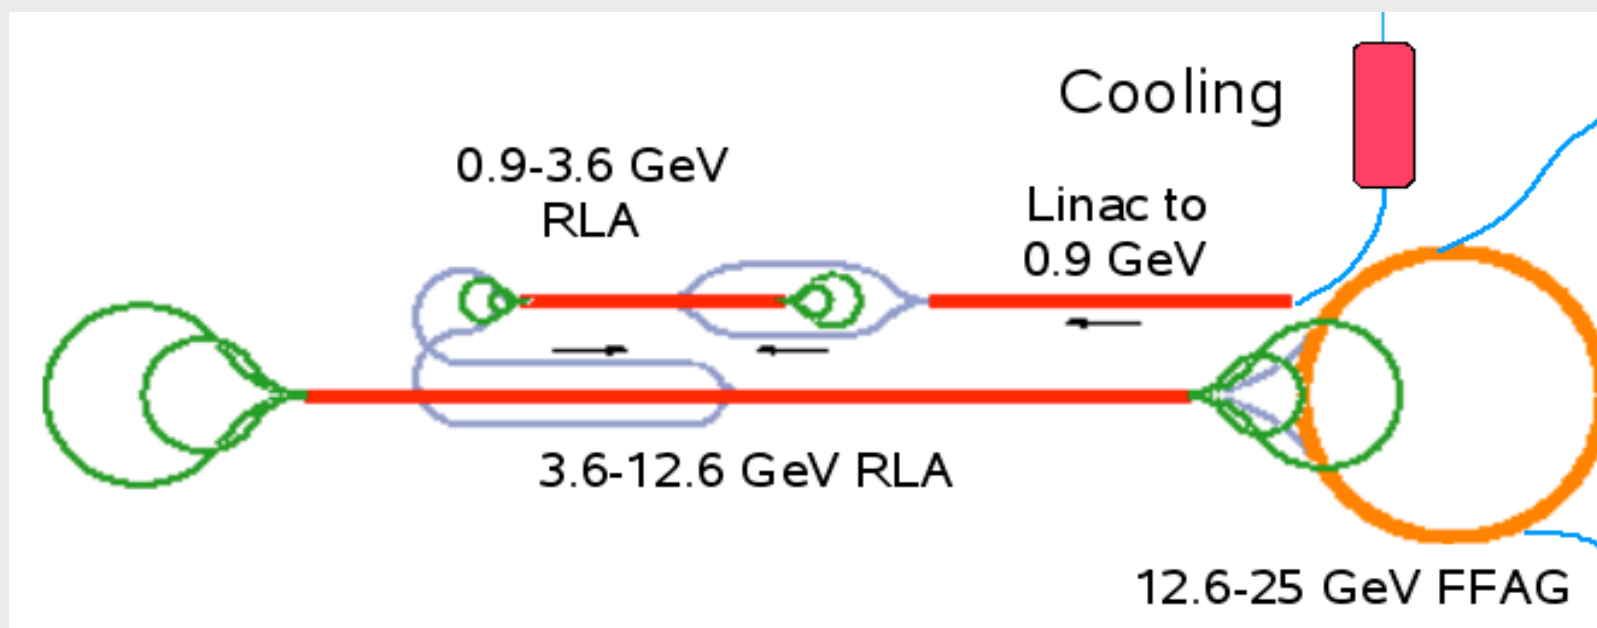 Cooling
0.9-3.6 GeV
RLA
Linac to
0.9 GeV
3.6-12.6 GeV RLA
12.6-25 GeV FFAG